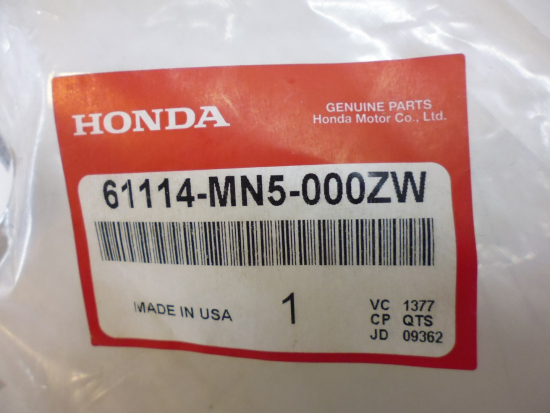 HONDA
GENUINE PARTS
Honda Motor Co., Ltd.
61114-MN5-000ZW
MADE IN USA
1
VC 1377
CP QTS
JD 09362